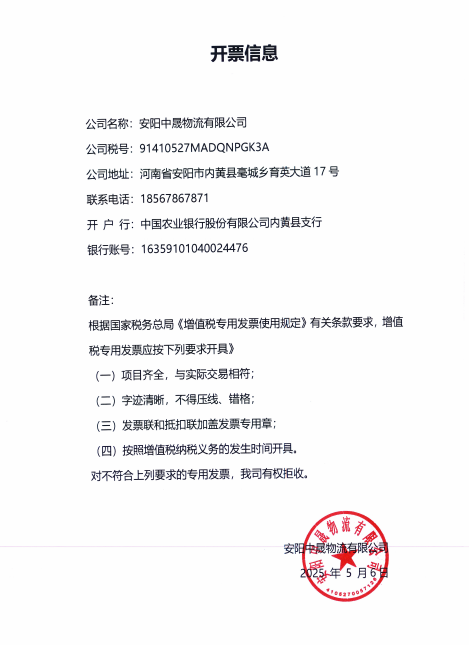 开票信息
公司名称：安阳中晟物流有限公司
公司税号：91410527MADQNPGK3A
公司地址：河南省安阳市内黄县亳城乡育英大道 17 号
联系电话：18567867871
开 户 行：中国农业银行股份有限公司内黄县支行
银行账号：16359101040024476
备注：
根据国家税务总局《增值税专用发票使用规定》有关条款要求，增值
税专用发票应按下列要求开具》
（一）项目齐全，与实际交易相符；
（二）字迹清晰，不得压线、错格；
（三）发票联和抵扣联加盖发票专用章；
（四）按照增值税纳税义务的发生时间开具。
对不符合上列要求的专用发票，我司有权拒收。
安阳中晟物流有限公司
2025 年 5 月 6 日
安阳中晟物流有限公司